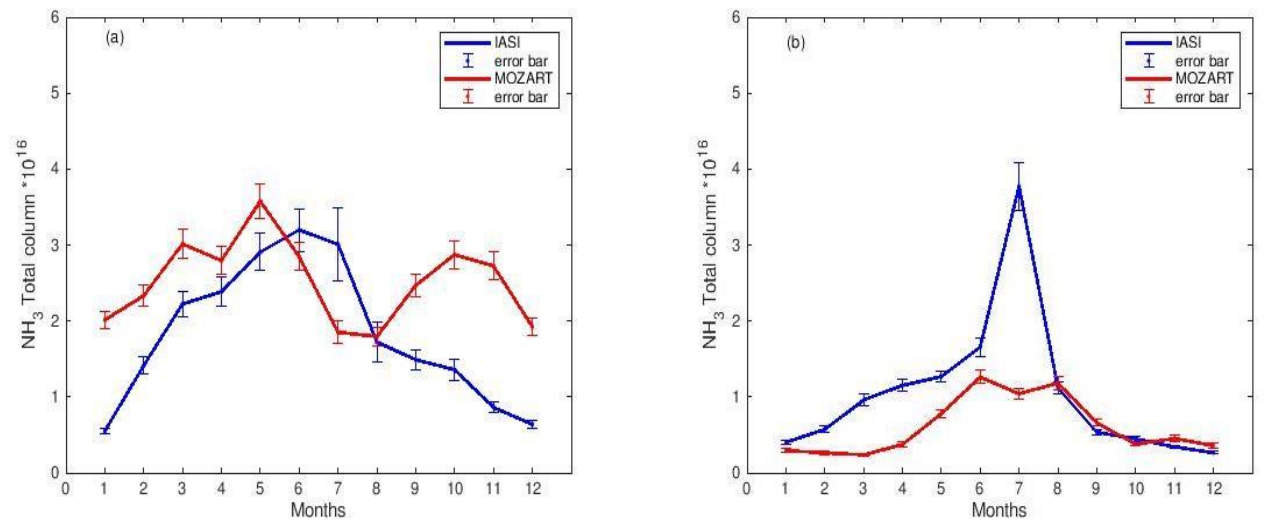 (a)
IASI
error bar
MOZART
error bar
6
5
4
3
2
1
0
NH3 Total column *10^16
0 1 2 3 4 5 6 7 8 9 10 11 12
Months
(b)
IASI
error bar
MOZART
error bar
6
5
4
3
2
1
0
NH3 Total column *10^16
0 1 2 3 4 5 6 7 8 9 10 11 12
Months